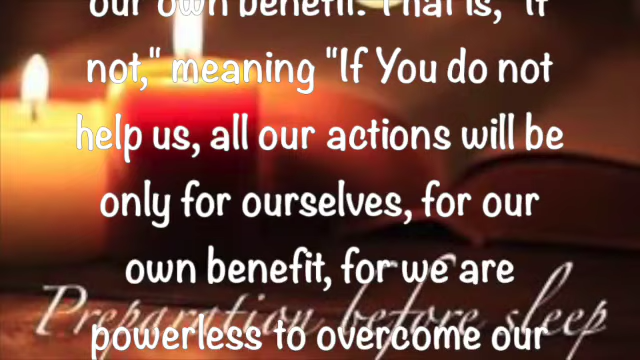 our own benefit. That is, "if
not," meaning "If You do not
help us, all our actions will be
only for ourselves, for our
own benefit, for we are
Preparation before sleep
powerless to overcome our